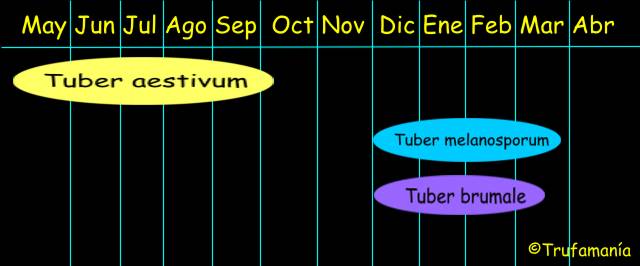 May Jun Jul Ago Sep Oct Nov Dic Ene Feb Mar Abr
Tuber aestivum
Tuber melanosporum
Tuber brumale
©Trufamanía